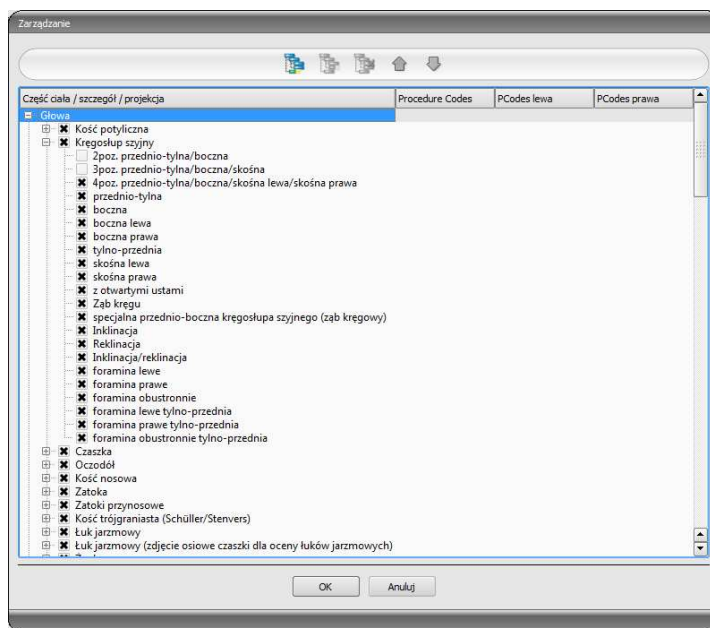 Zarządzanie
Część ciała / szczegół / projekcja Procedure Codes PCodes lewa PCodes prawa
Głowa
Kość potyliczna
Kręgosłup szyjny
2poz. przednio-tylna/boczna
3poz. przednio-tylna/boczna/skośna
4poz. przednio-tylna/boczna/skośna lewa/skośna prawa
przednio-tylna
boczna
boczna lewa
boczna prawa
tylno-przednia
skośna lewa
skośna prawa
z otwartymi ustami
Ząb kręgu
specjalna przednio-boczna kręgosłupa szyjnego (ząb kręgowy)
Inklinacja
Reklinacja
Inklinacja/reklinacja
foramina lewe
foramina prawe
foramina obustronnie
foramina lewe tylno-przednia
foramina prawe tylno-przednia
foramina obustronnie tylno-przednia
Czaszka
Oczodół
Kość nosowa
Zatoka
Zatoki przynosowe
Kość trójgraniasta (Schüller/Stenvers)
Łuk jarzmowy
Łuk jarzmowy (zdjęcie osiowe czaszki dla oceny łuków jarzmowych)
OK Anuluj